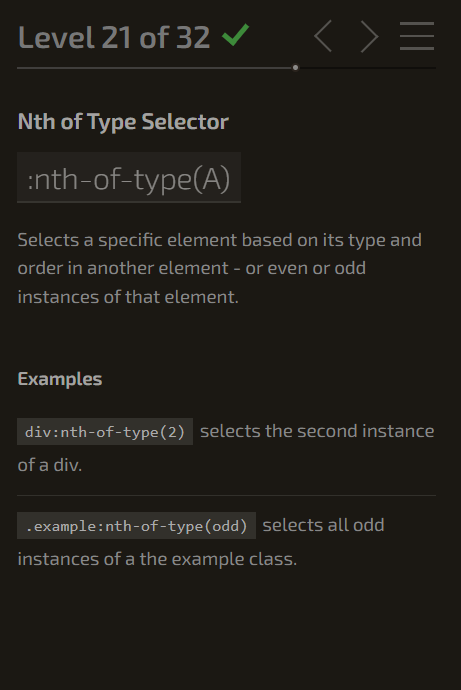 Level 21 of 32
Nth of Type Selector
:nth-of-type(A)
Selects a specific element based on its type and
order in another element - or even or odd
instances of that element.
Examples
div:nth-of-type(2) selects the second instance
of a div.
.example:nth-of-type(odd) selects all odd
instances of a the example class.